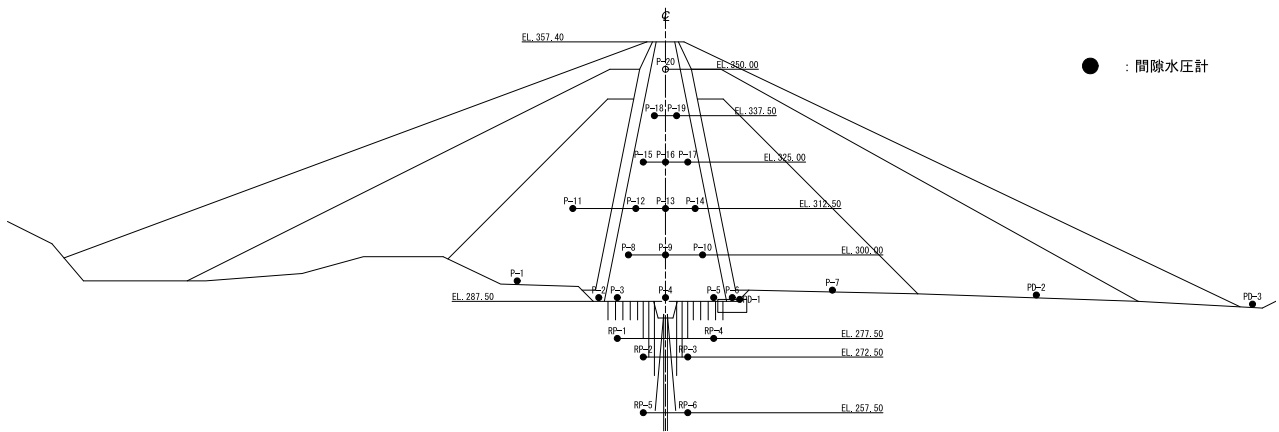 ℄
EL.357.40
P-20
EL.350.00
● : 間隙水圧計
P-18 P-19
EL.337.50
P-15 P-16 P-17
EL.325.00
P-11 P-12 P-13 P-14
EL.312.50
P-8 P-9 P-10
EL.300.00
P-1
P-7
PD-2
EL.287.50
P-2 P-3 P-4 P-5 P-6
PD-1
PD-3
RP-1 RP-4
EL.277.50
RP-2 RP-3
EL.272.50
RP-5 RP-6
EL.257.50